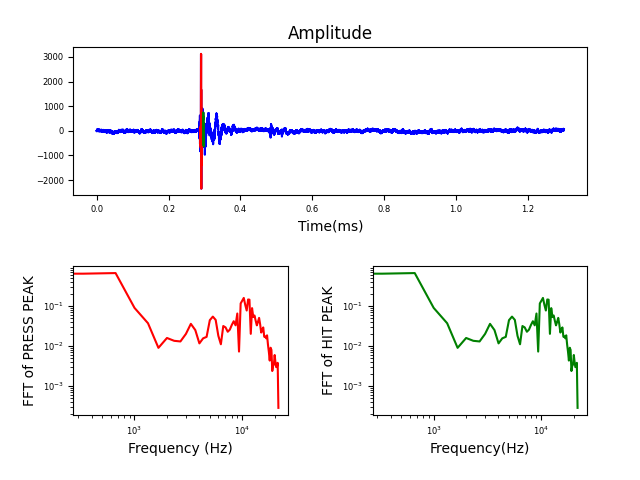 Amplitude
3000
2000
1000
0
−1000
−2000
0.0 0.2 0.4 0.6 0.8 1.0 1.2
Time(ms)
FFT of PRESS PEAK
10⁻¹
10⁻²
10⁻³
10³ 10⁴
Frequency (Hz)
FFT of HIT PEAK
10⁻¹
10⁻²
10⁻³
10³ 10⁴
Frequency(Hz)